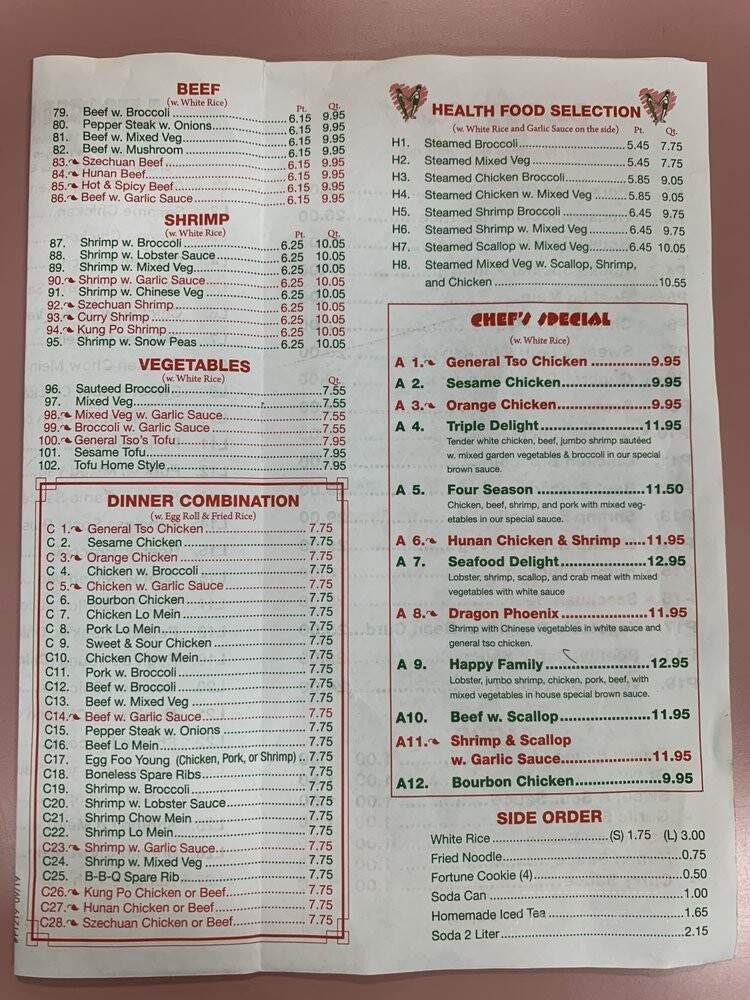 BEEF
(w. White Rice)
Pt. Qt.
79. Beef w. Broccoli 6.15 9.95
80. Pepper Steak w. Onions 6.15 9.95
81. Beef w. Mixed Veg 6.15 9.95
82. Beef w. Mushroom 6.15 9.95
83. Szechuan Beef 6.15 9.95
84. Hunan Beef 6.15 9.95
85. Hot & Spicy Beef 6.15 9.95
86. Beef w. Garlic Sauce 6.15 9.95
SHRIMP
(w. White Rice)
Pt. Qt.
87. Shrimp w. Broccoli 6.25 10.05
88. Shrimp w. Lobster Sauce 6.25 10.05
89. Shrimp w. Mixed Veg 6.25 10.05
90. Shrimp w. Garlic Sauce 6.25 10.05
91. Shrimp w. Chinese Veg 6.25 10.05
92. Szechuan Shrimp 6.25 10.05
93. Curry Shrimp 6.25 10.05
94. Kung Po Shrimp 6.25 10.05
95. Shrimp w. Snow Peas 6.25 10.05
VEGETABLES
(w. White Rice)
Qt.
96. Sauteed Broccoli 7.55
97. Mixed Veg 7.55
98. Mixed Veg w. Garlic Sauce 7.55
99. Broccoli w. Garlic Sauce 7.55
100. General Tso's Tofu 7.95
101. Sesame Tofu 7.95
102. Tofu Home Style 7.95
DINNER COMBINATION
(w. Egg Roll & Fried Rice)
C 1. General Tso Chicken 7.75
C 2. Sesame Chicken 7.75
C 3. Orange Chicken 7.75
C 4. Chicken w. Broccoli 7.75
C 5. Chicken w. Garlic Sauce 7.75
C 6. Bourbon Chicken 7.75
C 7. Chicken Lo Mein 7.75
C 8. Pork Lo Mein 7.75
C 9. Sweet & Sour Chicken 7.75
C10. Chicken Chow Mein 7.75
C11. Pork w. Broccoli 7.75
C12. Beef w. Broccoli 7.75
C13. Beef w. Mixed Veg 7.75
C14. Beef w. Garlic Sauce 7.75
C15. Pepper Steak w. Onions 7.75
C16. Beef Lo Mein 7.75
C17. Egg Foo Young (Chicken, Pork, or Shrimp) 7.75
C18. Boneless Spare Ribs 7.75
C19. Shrimp w. Broccoli 7.75
C20. Shrimp w. Lobster Sauce 7.75
C21. Shrimp Chow Mein 7.75
C22. Shrimp Lo Mein 7.75
C23. Shrimp w. Garlic Sauce 7.75
C24. Shrimp w. Mixed Veg 7.75
C25. B-B-Q Spare Rib 7.75
C26. Kung Po Chicken or Beef 7.75
C27. Hunan Chicken or Beef 7.75
C28. Szechuan Chicken or Beef 7.75
HEALTH FOOD SELECTION
(w. White Rice and Garlic Sauce on the side) Pt. Qt.
H1. Steamed Broccoli 5.45 7.75
H2. Steamed Mixed Veg 5.45 7.75
H3. Steamed Chicken Broccoli 5.85 9.05
H4. Steamed Chicken w. Mixed Veg 5.85 9.05
H5. Steamed Shrimp Broccoli 6.45 9.75
H6. Steamed Shrimp w. Mixed Veg 6.45 9.75
H7. Steamed Scallop w. Mixed Veg 6.45 10.05
H8. Steamed Mixed Veg w. Scallop, Shrimp,
and Chicken 10.55
CHEF'S SPECIAL
(w. White Rice)
A 1. General Tso Chicken 9.95
A 2. Sesame Chicken 9.95
A 3. Orange Chicken 9.95
A 4. Triple Delight 11.95
Tender white chicken, beef, jumbo shrimp sautéed
w. mixed garden vegetables & broccoli in our special
brown sauce.
A 5. Four Season 11.50
Chicken, beef, shrimp, and pork with mixed veg-
etables in our special sauce.
A 6. Hunan Chicken & Shrimp 11.95
A 7. Seafood Delight 12.95
Lobster, shrimp, scallop, and crab meat with mixed
vegetables with white sauce
A 8. Dragon Phoenix 11.95
Shrimp with Chinese vegetables in white sauce and
general tso chicken.
A 9. Happy Family 12.95
Lobster, jumbo shrimp, chicken, pork, beef, with
mixed vegetables in house special brown sauce.
A10. Beef w. Scallop 11.95
A11. Shrimp & Scallop
w. Garlic Sauce 11.95
A12. Bourbon Chicken 9.95
SIDE ORDER
White Rice (S) 1.75 (L) 3.00
Fried Noodle 0.75
Fortune Cookie (4) 0.50
Soda Can 1.00
Homemade Iced Tea 1.65
Soda 2 Liter 2.15